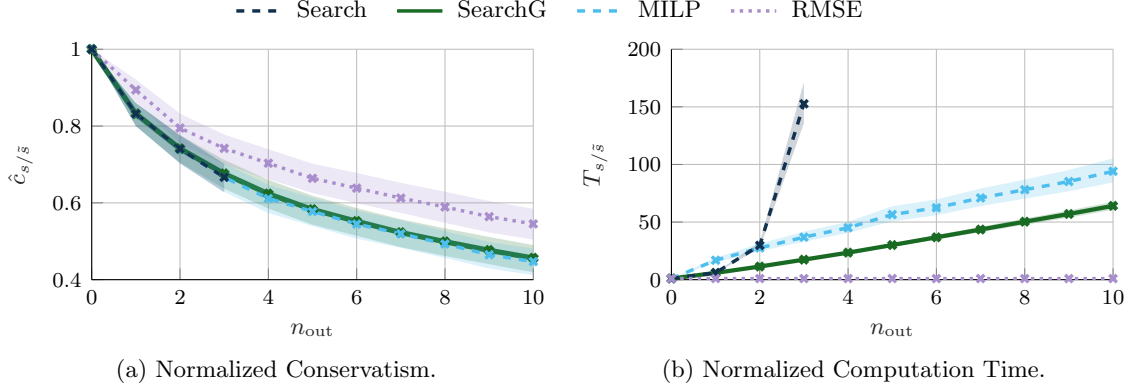 Search SearchG MILP RMSE
1
0.8
0.6
0.4
0 2 4 6 8 10
ĉ_{s/s̃}
n_out
(a) Normalized Conservatism.
200
150
100
50
0
0 2 4 6 8 10
T_{s/s̃}
n_out
(b) Normalized Computation Time.